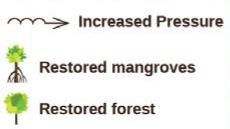 Increased Pressure
Restored mangroves
Restored forest